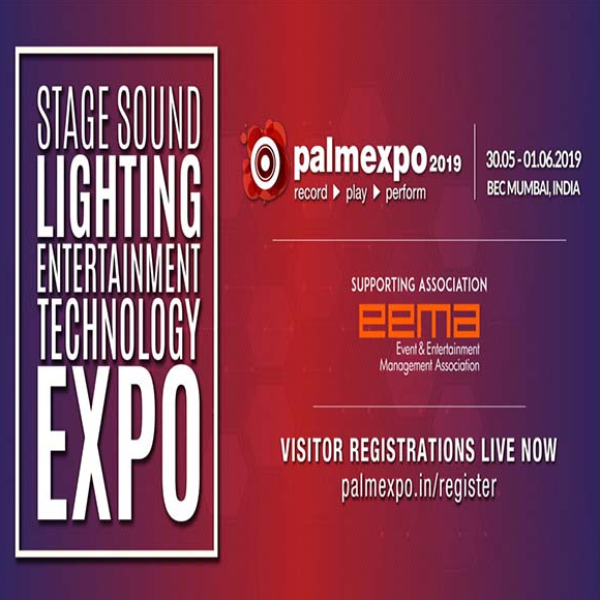 STAGE SOUND
LIGHTING
ENTERTAINMENT
TECHNOLOGY
EXPO
palmexpo 2019
record ▶ play ▶ perform
30.05 - 01.06.2019
BEC MUMBAI, INDIA
SUPPORTING ASSOCIATION
eema
Event & Entertainment
Management Association
VISITOR REGISTRATIONS LIVE NOW
palmexpo.in/register